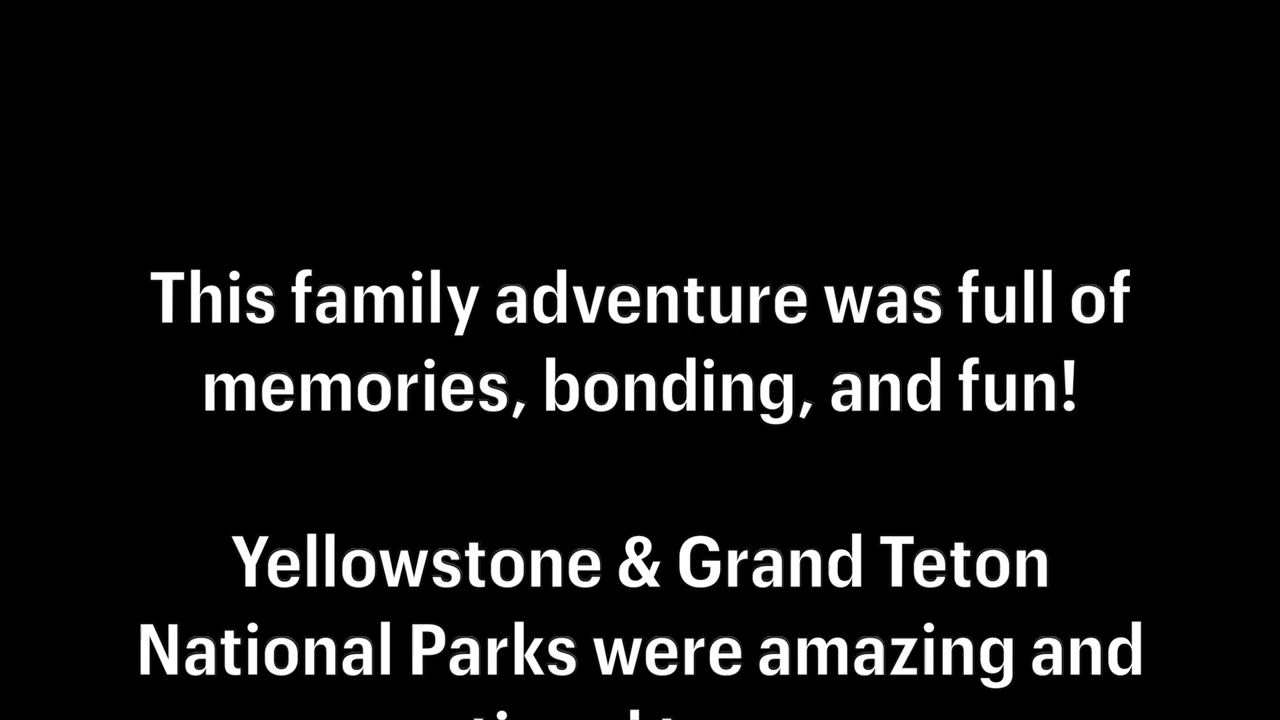 This family adventure was full of
memories, bonding, and fun!
Yellowstone & Grand Teton
National Parks were amazing and